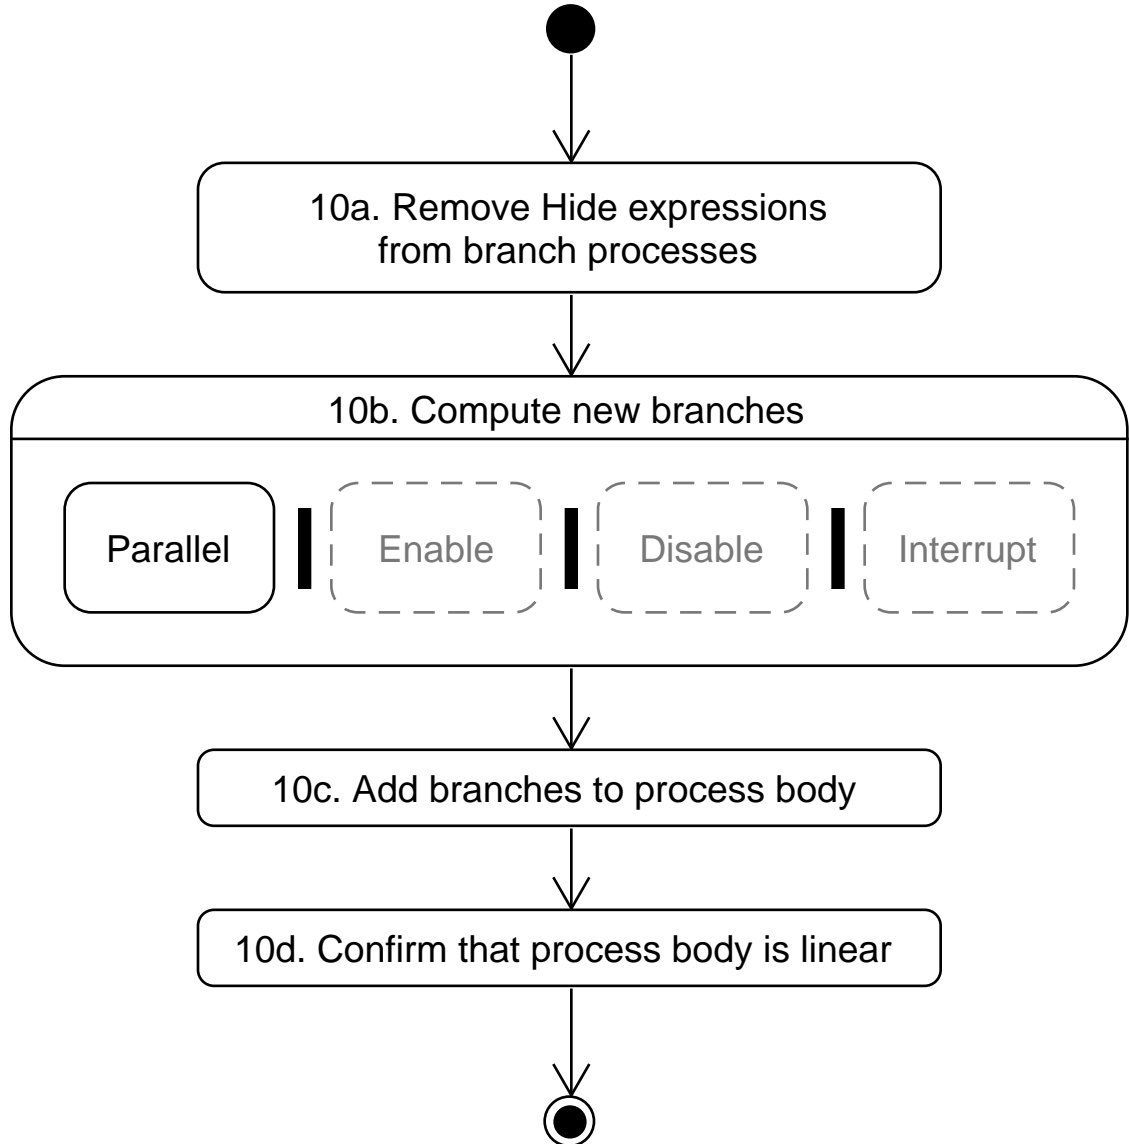 10a. Remove Hide expressions
from branch processes
10b. Compute new branches
Parallel
Enable
Disable
Interrupt
10c. Add branches to process body
10d. Confirm that process body is linear